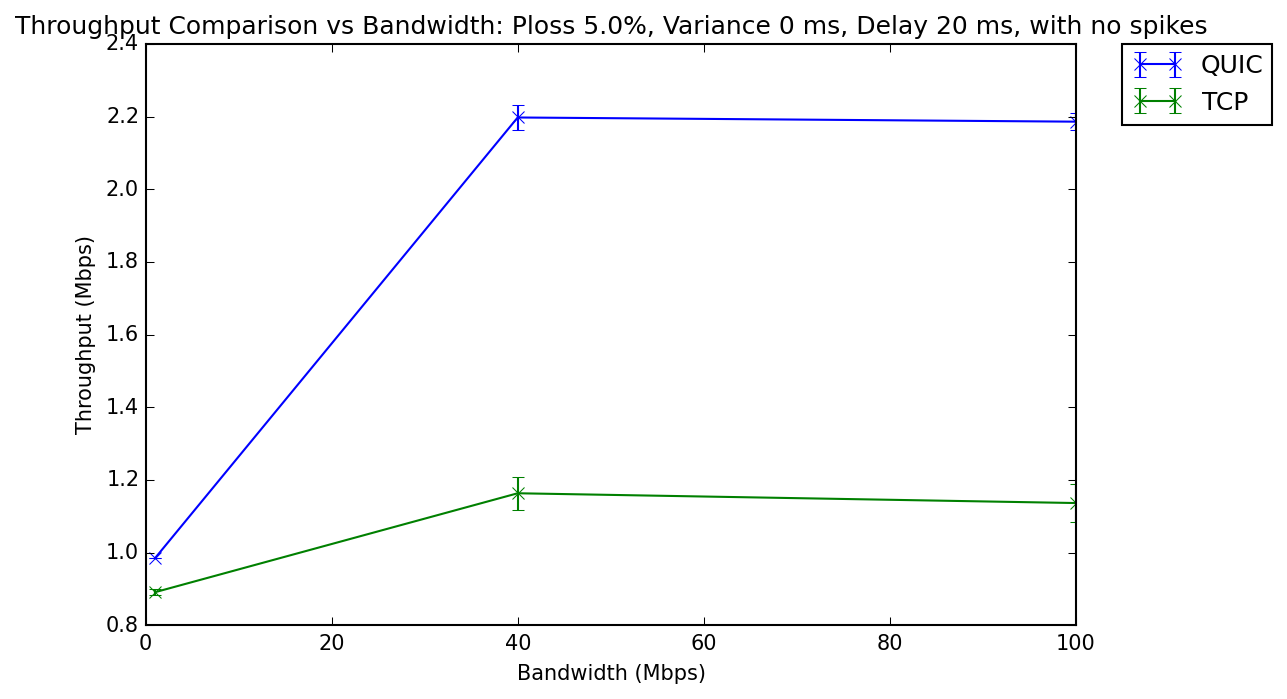 Throughput Comparison vs Bandwidth: Ploss 5.0%, Variance 0 ms, Delay 20 ms, with no spikes
QUIC
TCP
Throughput (Mbps)
2.4
2.2
2.0
1.8
1.6
1.4
1.2
1.0
0.8
0 20 40 60 80 100
Bandwidth (Mbps)